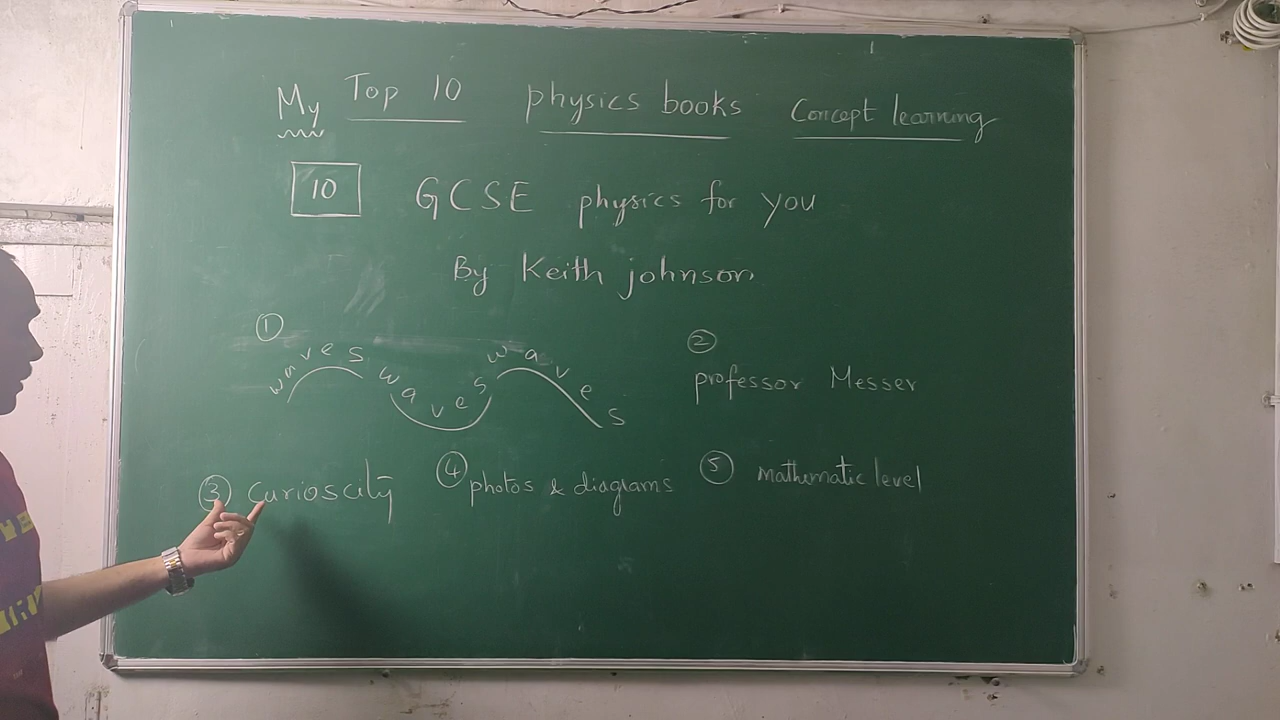 My Top 10 physics books Concept learning
10 GCSE physics for you
By Keith johnson
① waves waves waves
② professor Messer
③ curioscity ④ photos & diagrams ⑤ mathematic level